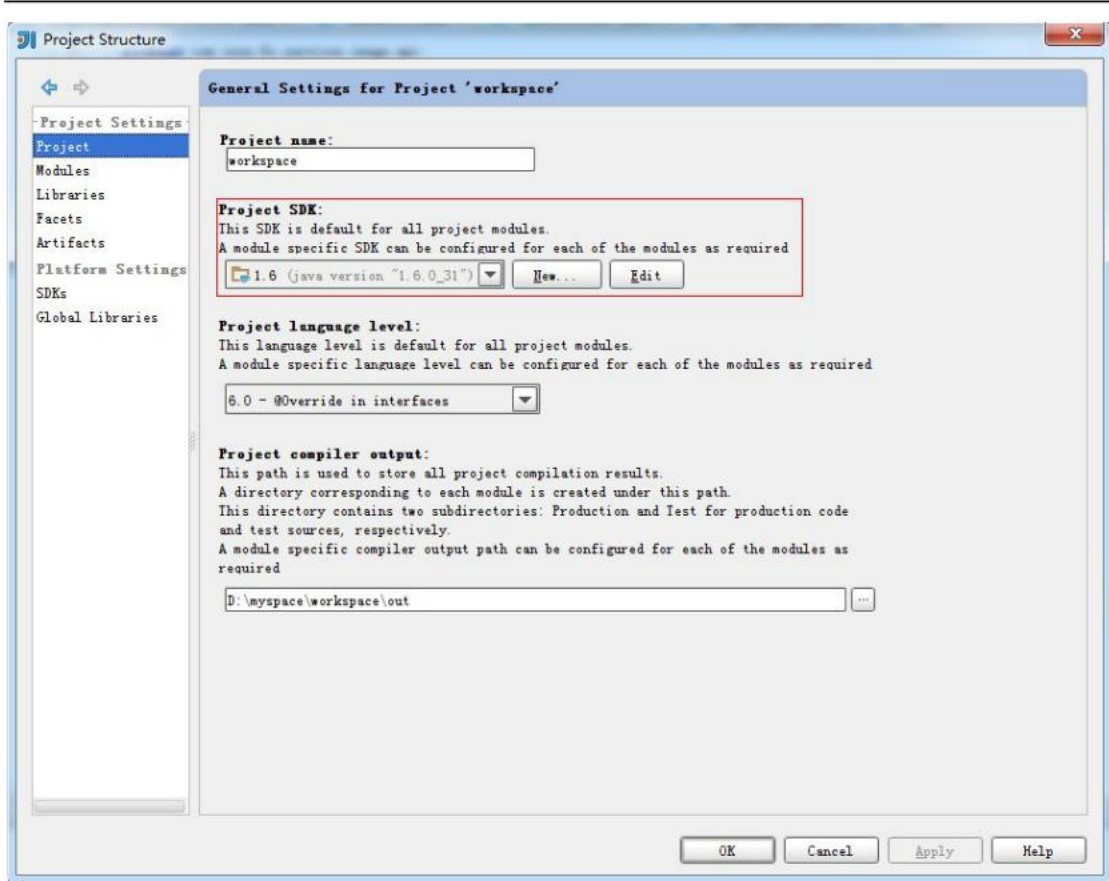 Project Structure
General Settings for Project 'workspace'
Project Settings
Project
Modules
Libraries
Facets
Artifacts
Platform Settings
SDKs
Global Libraries
Project name:
workspace
Project SDK:
This SDK is default for all project modules.
A module specific SDK can be configured for each of the modules as required
1.6 (java version "1.6.0_31")
New...
Edit
Project language level:
This language level is default for all project modules.
A module specific language level can be configured for each of the modules as required
6.0 - @Override in interfaces
Project compiler output:
This path is used to store all project compilation results.
A directory corresponding to each module is created under this path.
This directory contains two subdirectories: Production and Test for production code
and test sources, respectively.
A module specific compiler output path can be configured for each of the modules as
required
D:\myspace\workspace\out
...
OK
Cancel
Apply
Help